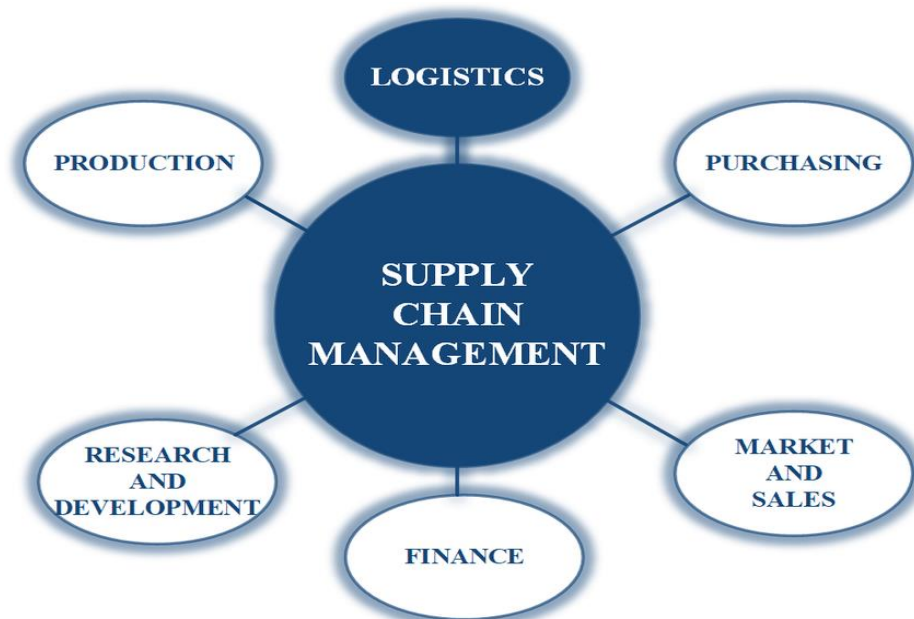 LOGISTICS
PRODUCTION
PURCHASING
SUPPLY
CHAIN
MANAGEMENT
RESEARCH
AND
DEVELOPMENT
MARKET
AND
SALES
FINANCE